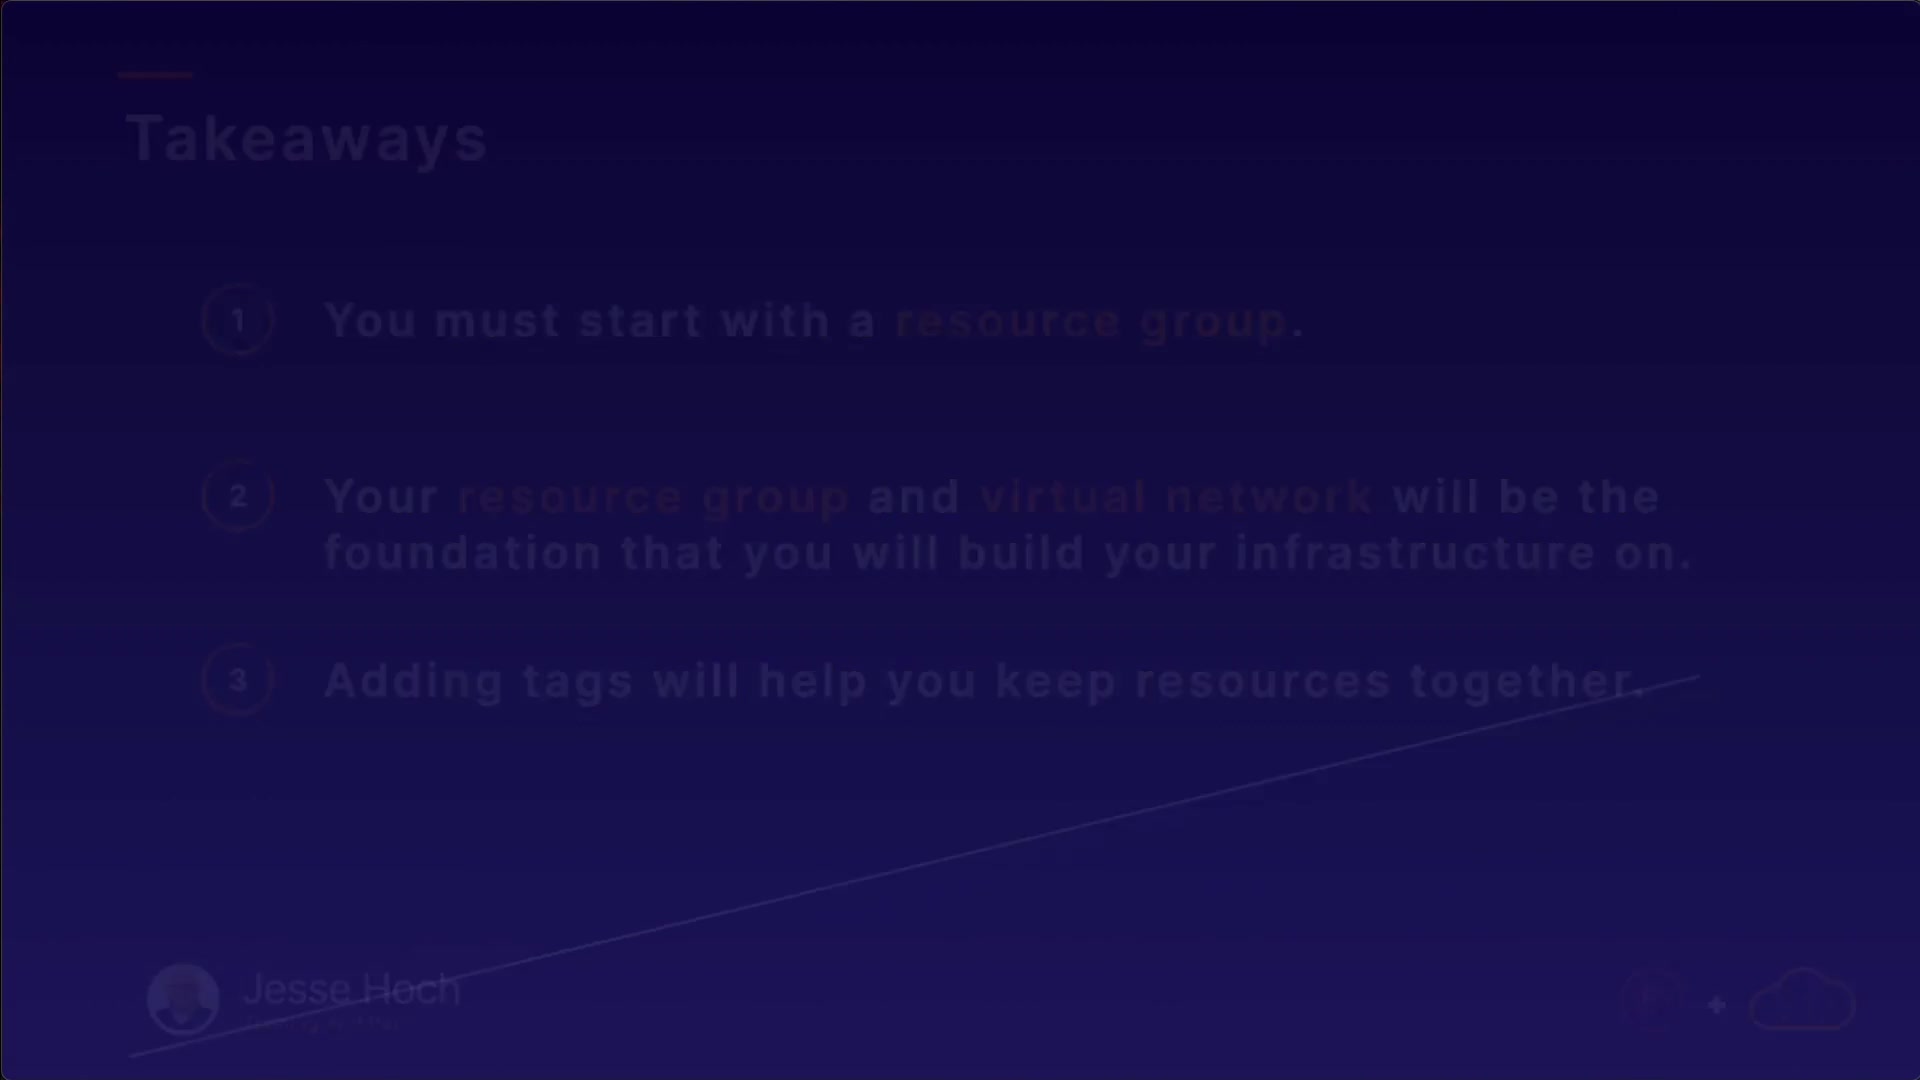 Takeaways
1 You must start with a resource group.
2 Your resource group and virtual network will be the
foundation that you will build your infrastructure on.
3 Adding tags will help you keep resources together.
Jesse Hoch
+